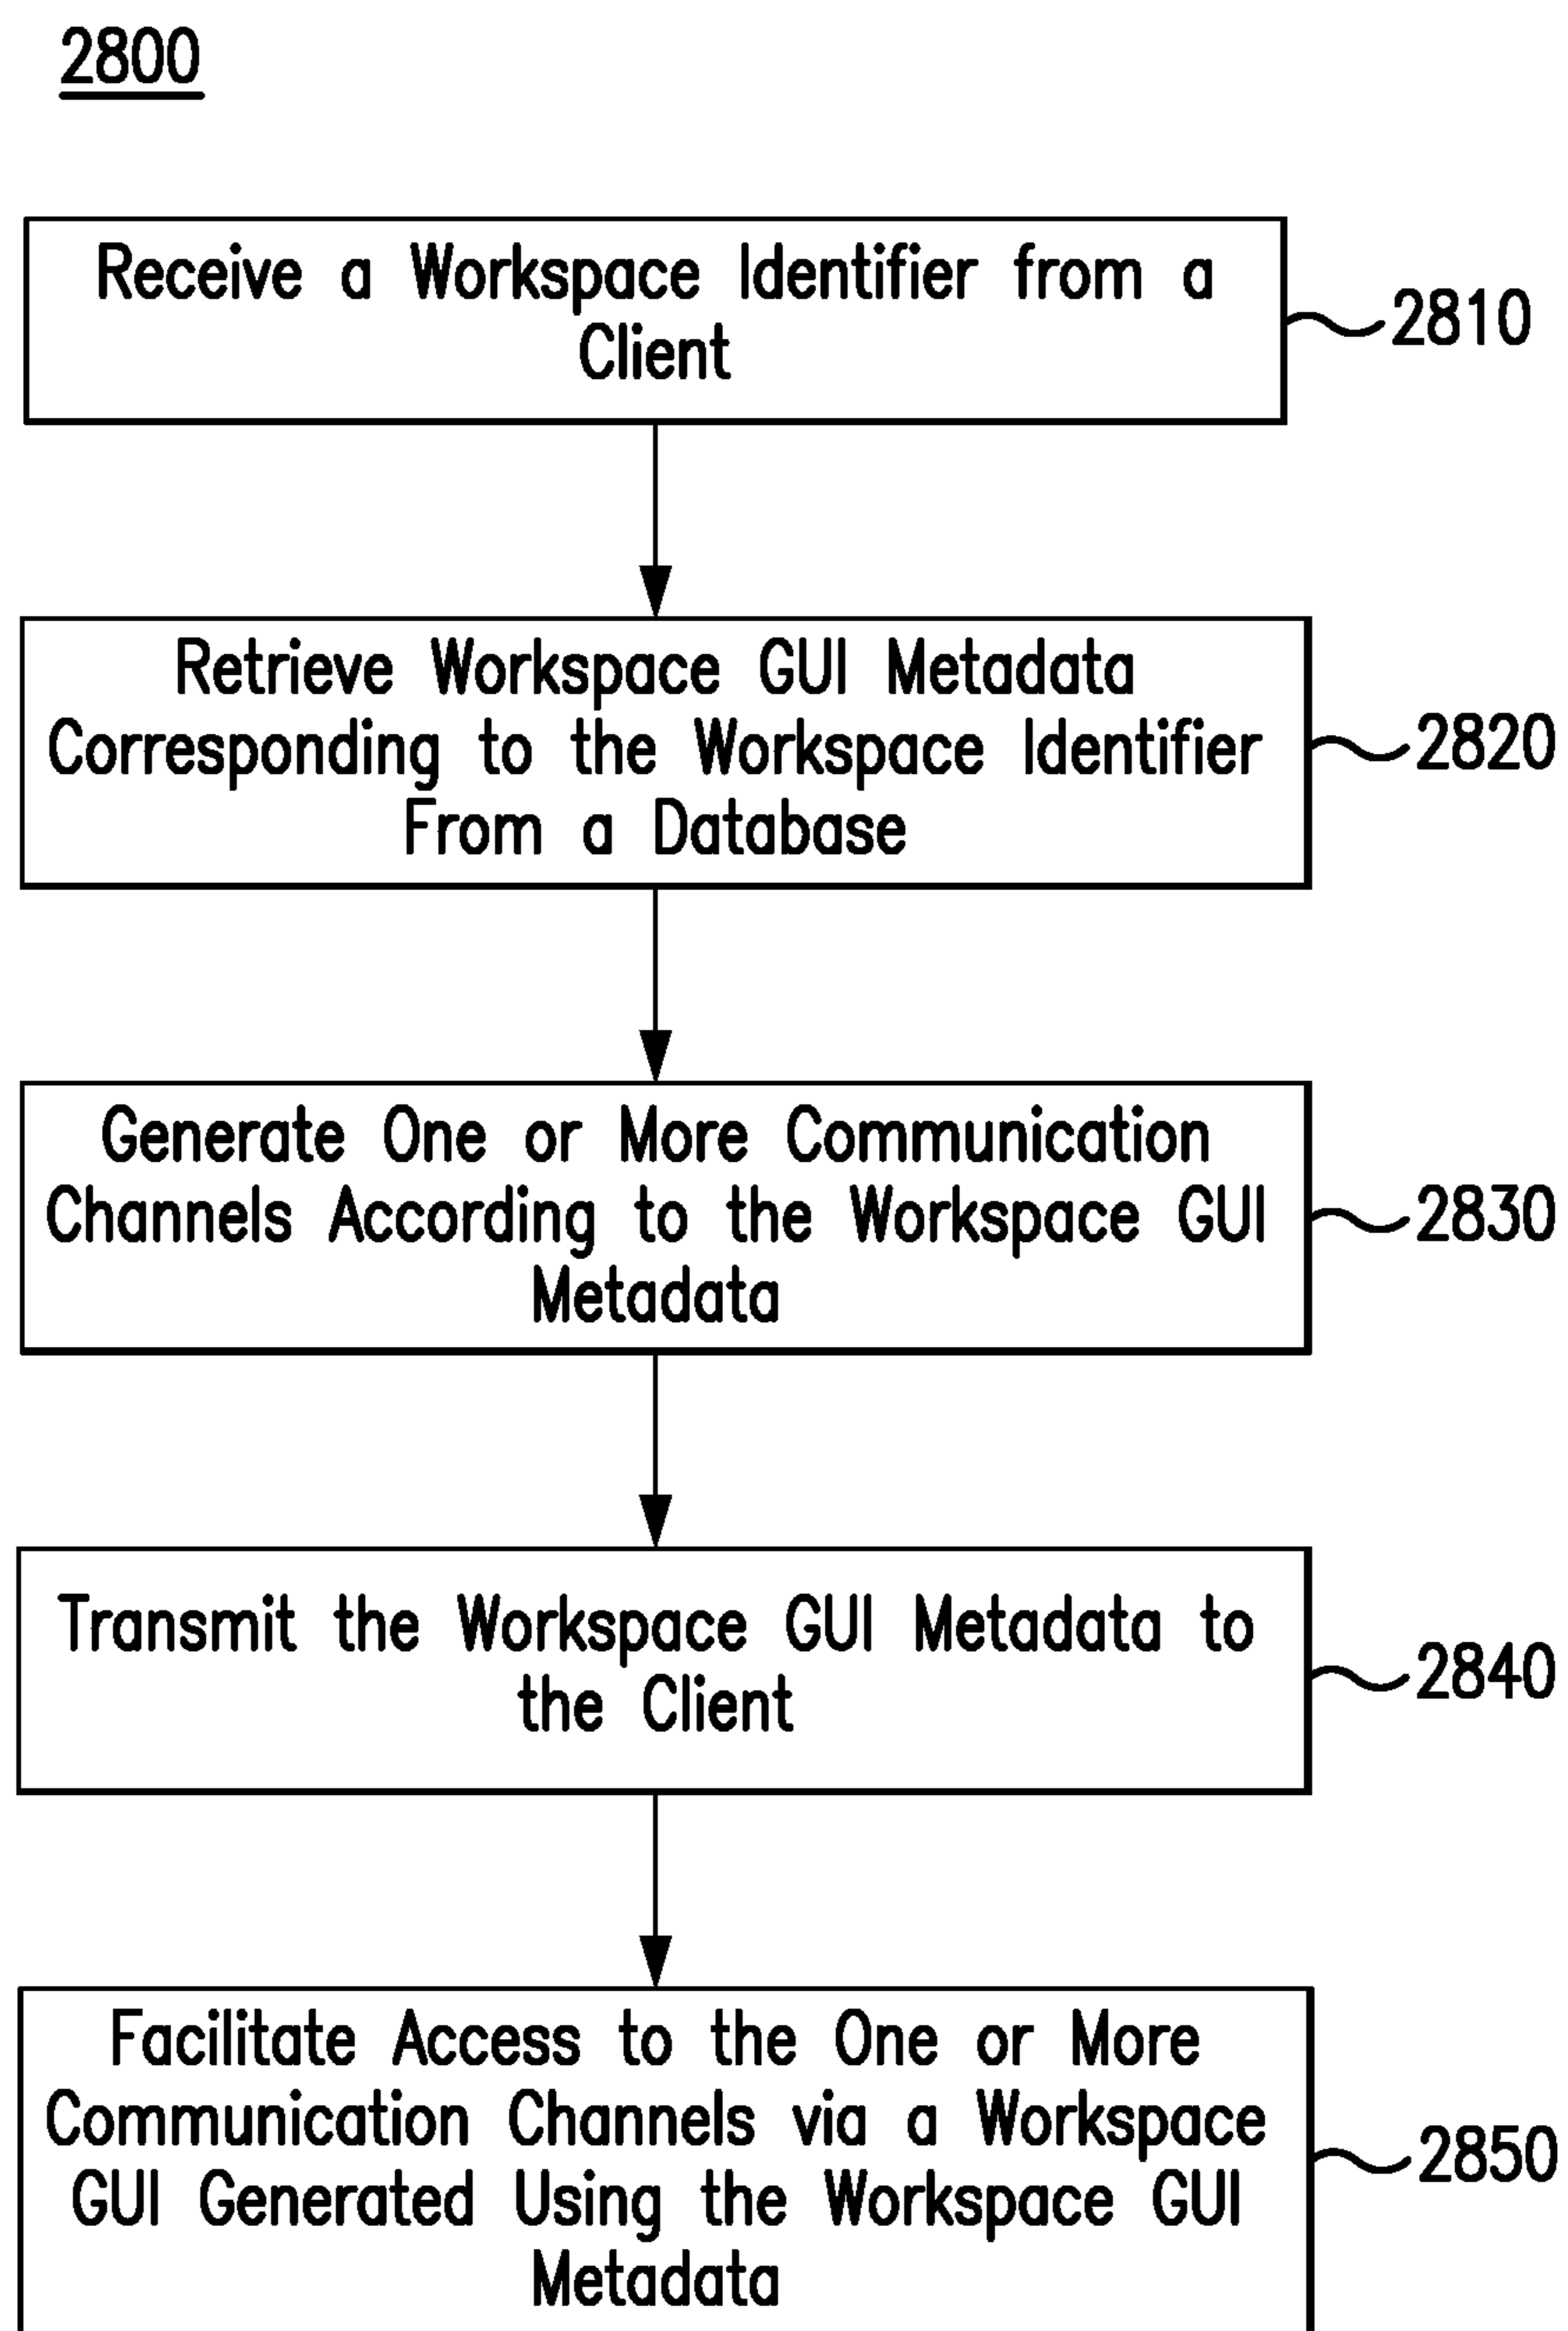 2800
Receive a Workspace Identifier from a
Client
2810
Retrieve Workspace GUI Metadata
Corresponding to the Workspace Identifier
From a Database
2820
Generate One or More Communication
Channels According to the Workspace GUI
Metadata
2830
Transmit the Workspace GUI Metadata to
the Client
2840
Facilitate Access to the One or More
Communication Channels via a Workspace
GUI Generated Using the Workspace GUI
Metadata
2850